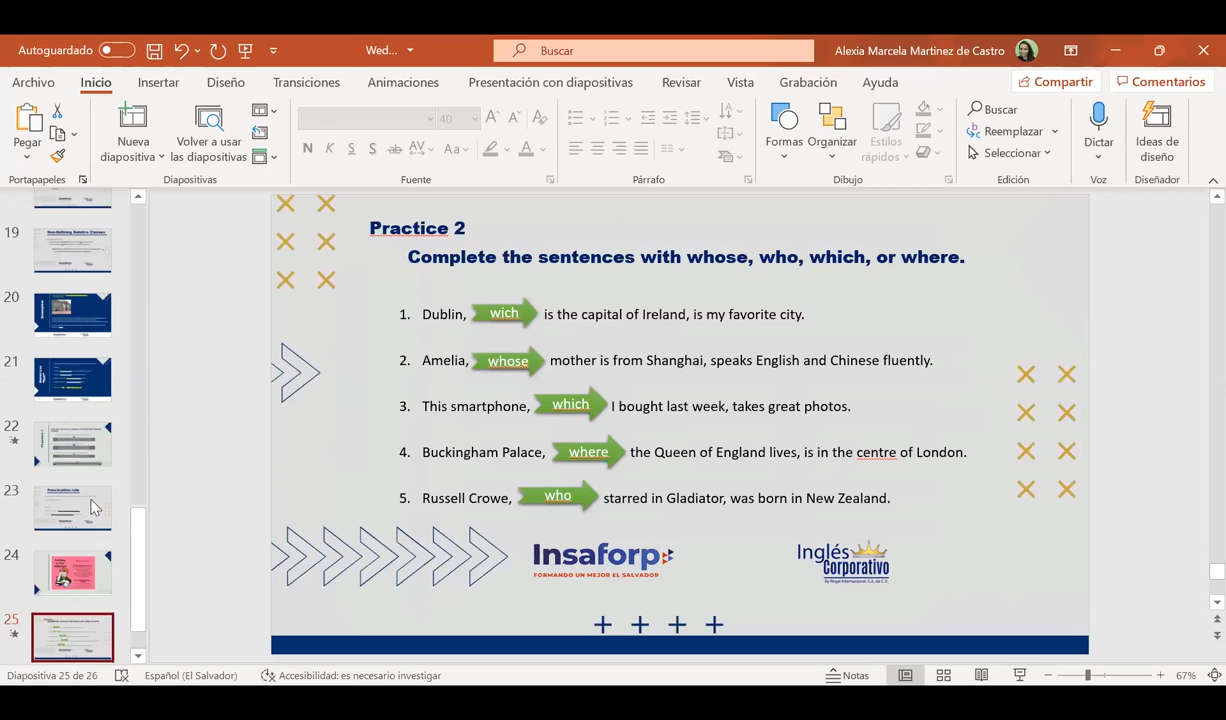 Autoguardado Wed... Buscar Alexia Marcela Martinez de Castro
Archivo Inicio Insertar Diseño Transiciones Animaciones Presentación con diapositivas Revisar Vista Grabación Ayuda Compartir Comentarios
Pegar
Nueva diapositiva
Volver a usar las diapositivas
40
N K S S ab AV Aa A
Formas Organizar Estilos rápidos
Buscar
Reemplazar
Seleccionar
Dictar
Ideas de diseño
Portapapeles Diapositivas Fuente Párrafo Dibujo Edición Voz Diseñador
19
20
21
22
23
24
25
Practice 2
Complete the sentences with whose, who, which, or where.
1. Dublin, wich is the capital of Ireland, is my favorite city.
2. Amelia, whose mother is from Shanghai, speaks English and Chinese fluently.
3. This smartphone, which I bought last week, takes great photos.
4. Buckingham Palace, where the Queen of England lives, is in the centre of London.
5. Russell Crowe, who starred in Gladiator, was born in New Zealand.
Insaforp
FORMANDO UN MEJOR EL SALVADOR
Inglés
Corporativo
By Regal International, S.A. de C.V.
Diapositiva 25 de 26 Español (El Salvador) Accesibilidad: es necesario investigar Notas 67%